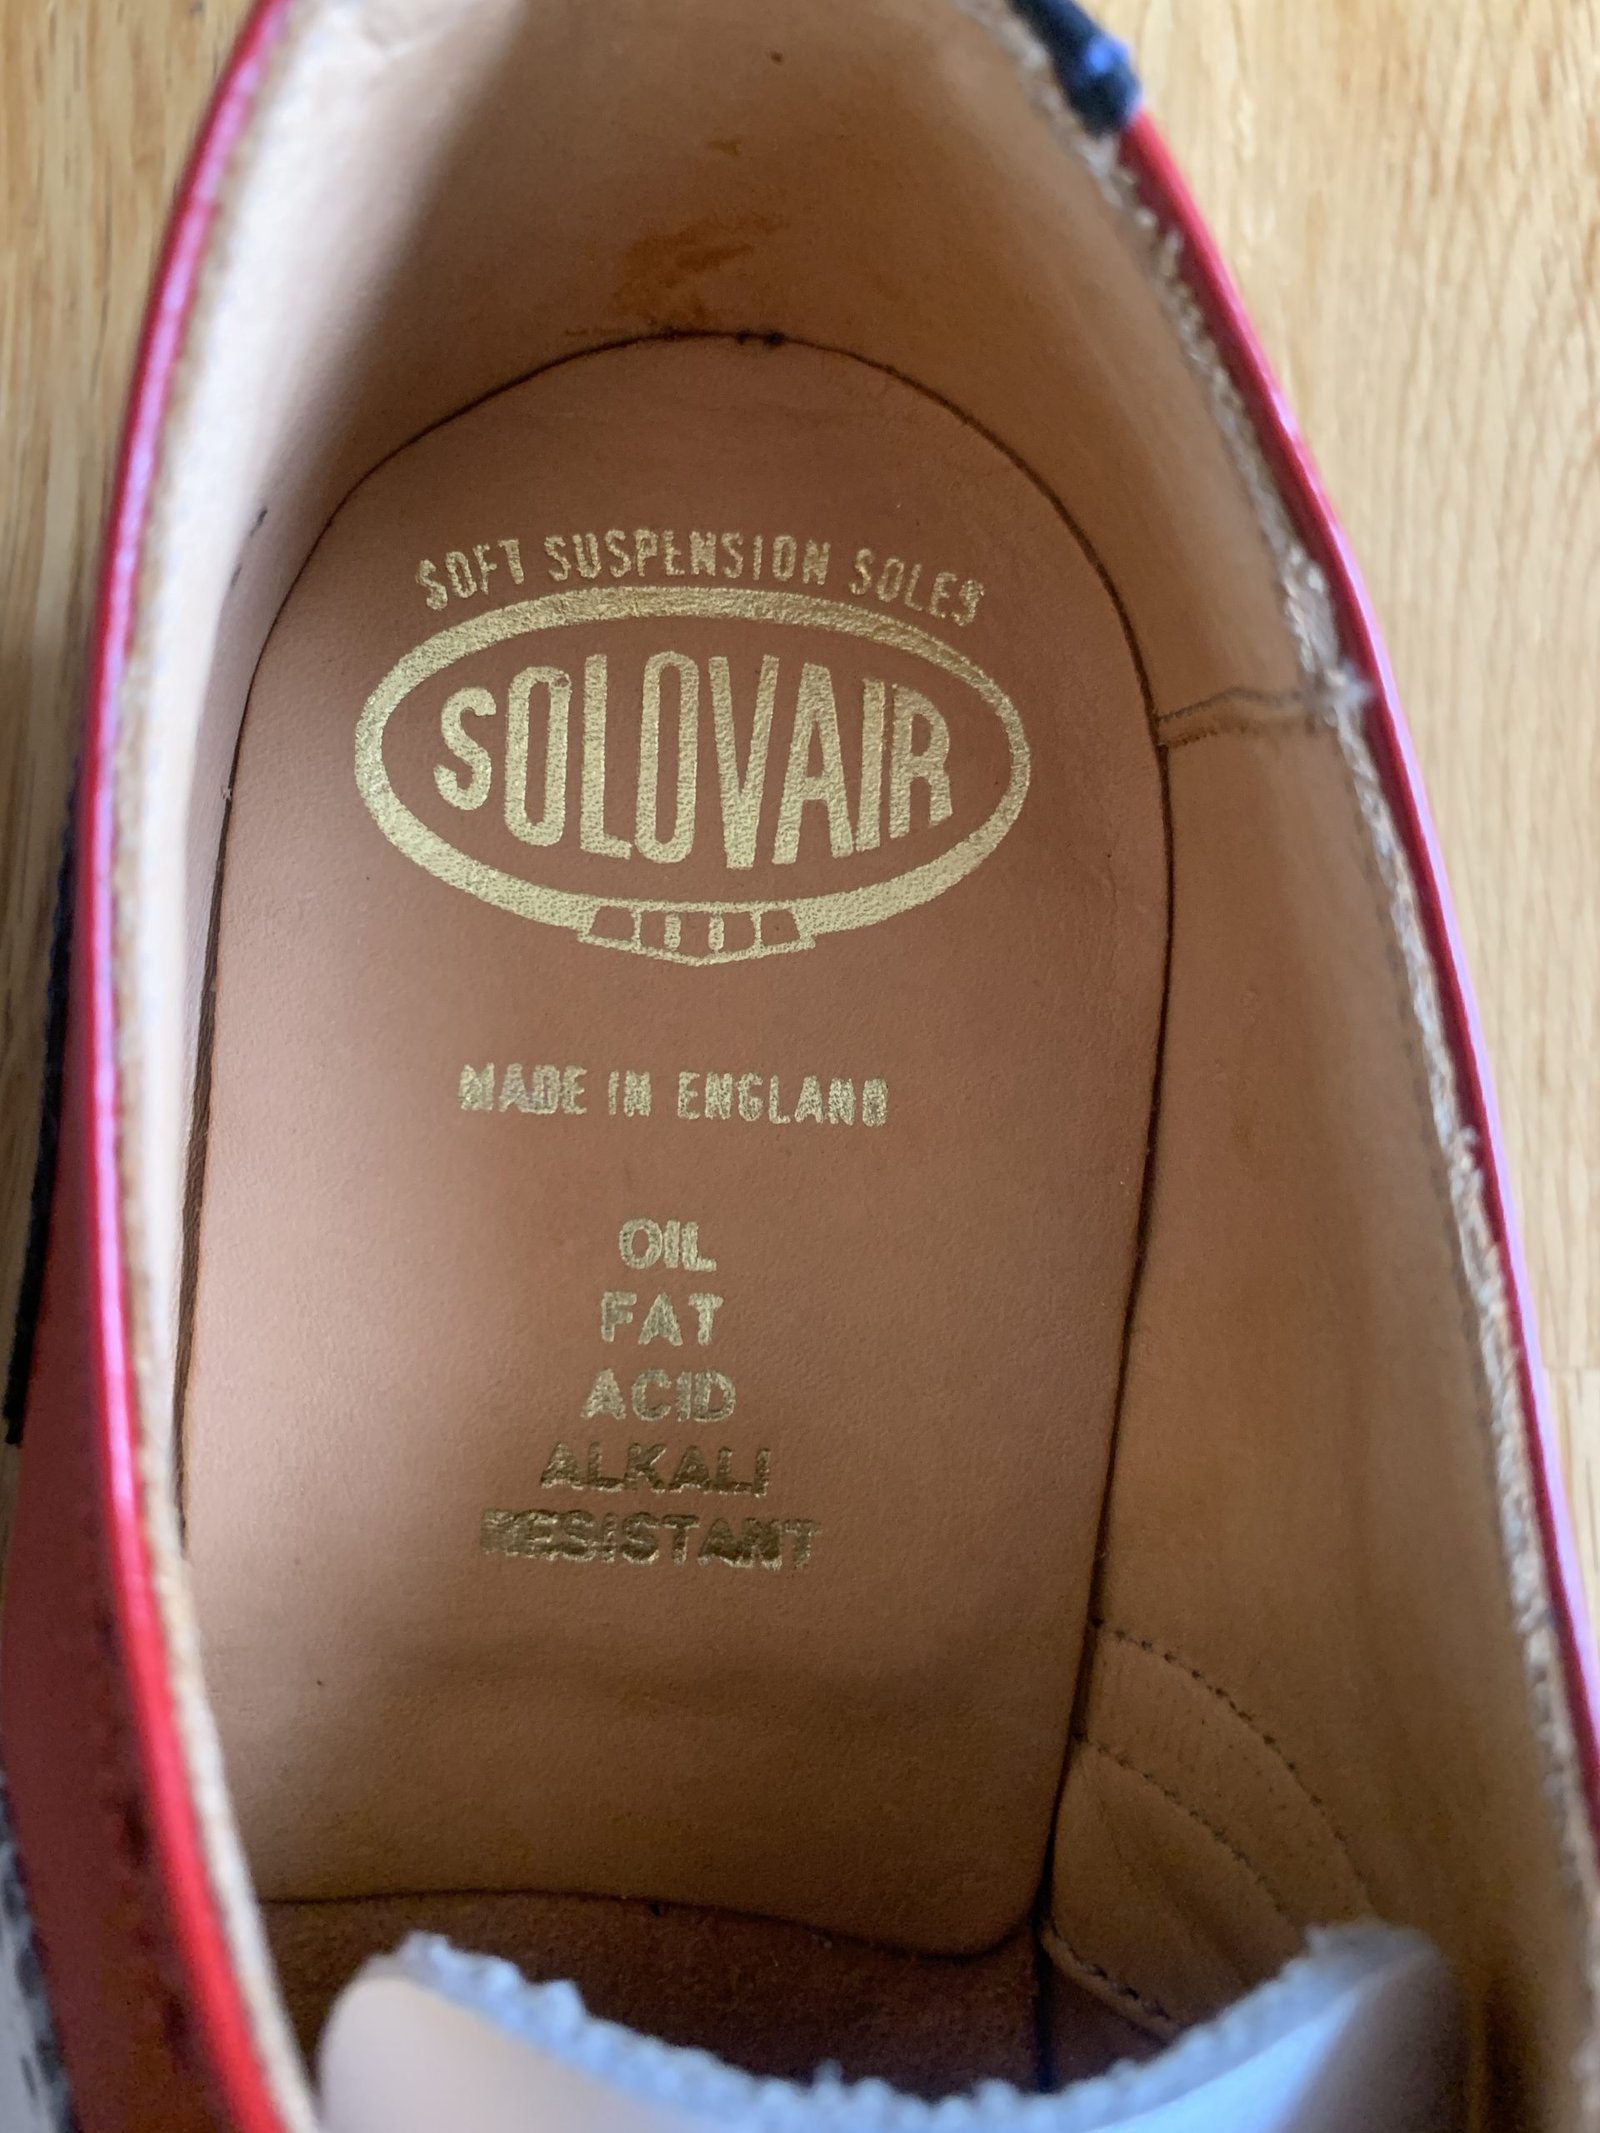 SOFT SUSPENSION SOLES
SOLOVAIR
MADE IN ENGLAND
OIL
FAT
ACID
ALKALI
RESISTANT